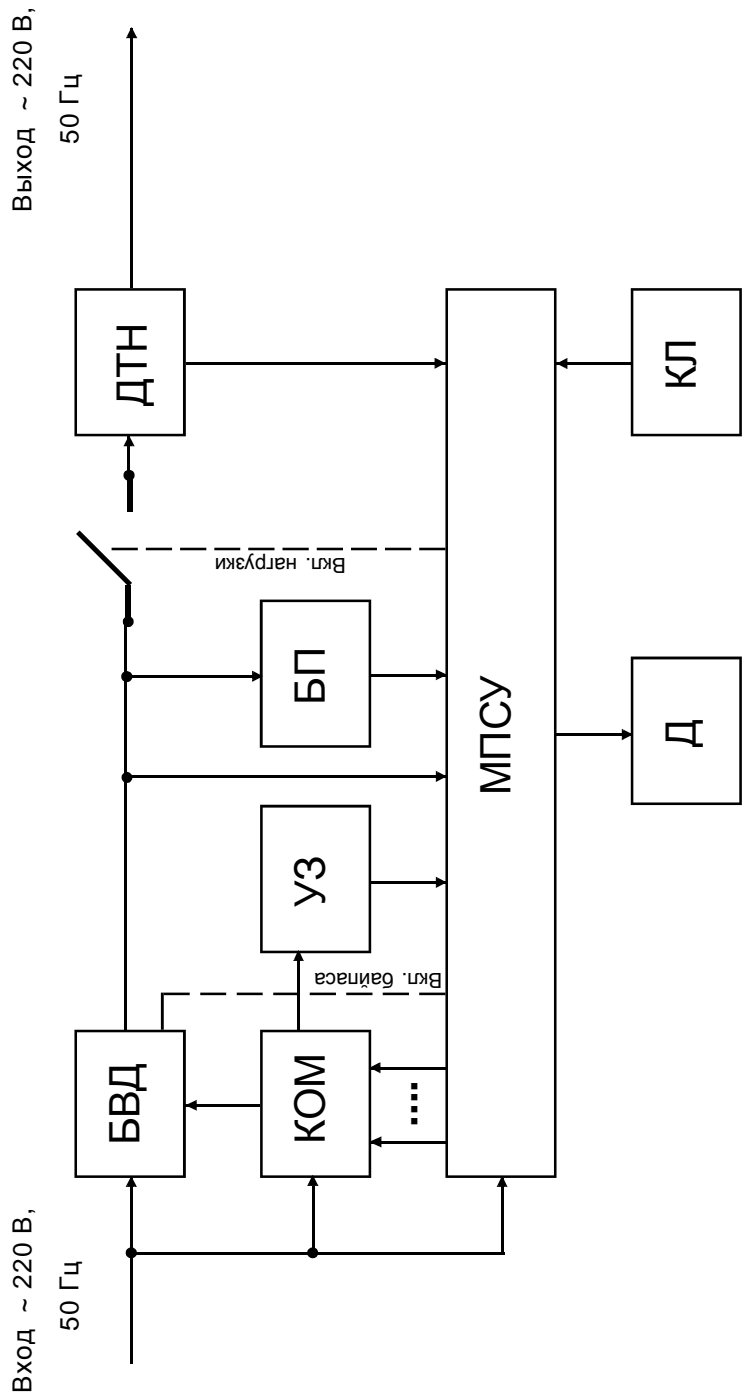 Вход ~ 220 В,
50 Гц
Выход ~ 220 В,
50 Гц
БВД
ДТН
КОМ
УЗ
БП
Вкл. байпаса
Вкл. нагрузки
....
МПСУ
Д
КЛ